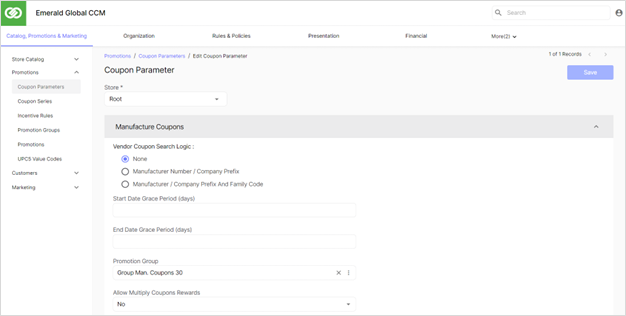 Emerald Global CCM
Search
Catalog, Promotions & Marketing
Organization
Rules & Policies
Presentation
Financial
More(2)
Store Catalog
Promotions
Coupon Parameters
Coupon Series
Incentive Rules
Promotion Groups
Promotions
UPC5 Value Codes
Customers
Marketing
Promotions / Coupon Parameters / Edit Coupon Parameter
1 of 1 Records
Coupon Parameter
Save
Store *
Root
Manufacture Coupons
Vendor Coupon Search Logic :
None
Manufacturer Number / Company Prefix
Manufacturer / Company Prefix And Family Code
Start Date Grace Period (days)
End Date Grace Period (days)
Promotion Group
Group Man. Coupons 30
Allow Multiply Coupons Rewards
No